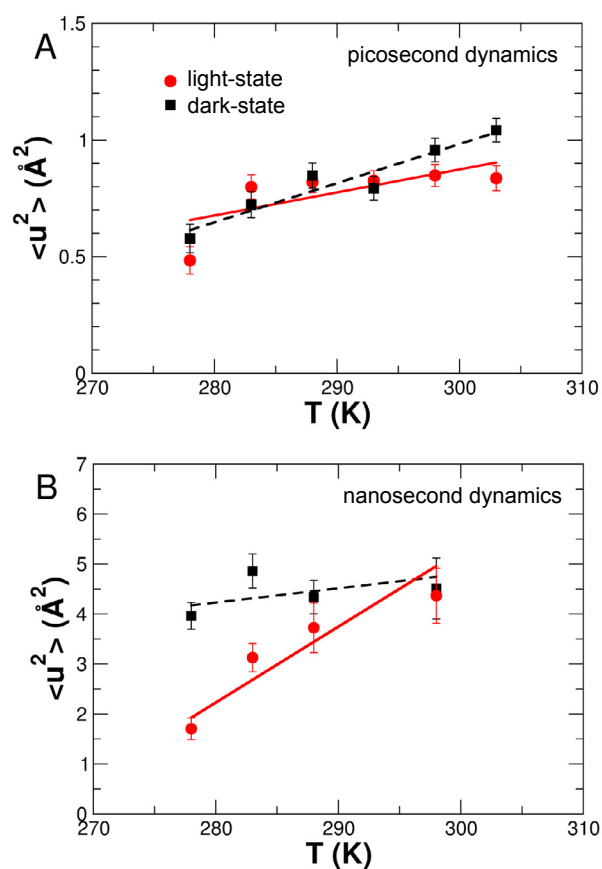 A
picosecond dynamics
light-state
dark-state
1.5
1
0.5
0
<u² > (Å²)
270 280 290 300 310
T (K)
B
nanosecond dynamics
7
6
5
4
3
2
1
0
<u² > (Å²)
270 280 290 300 310
T (K)